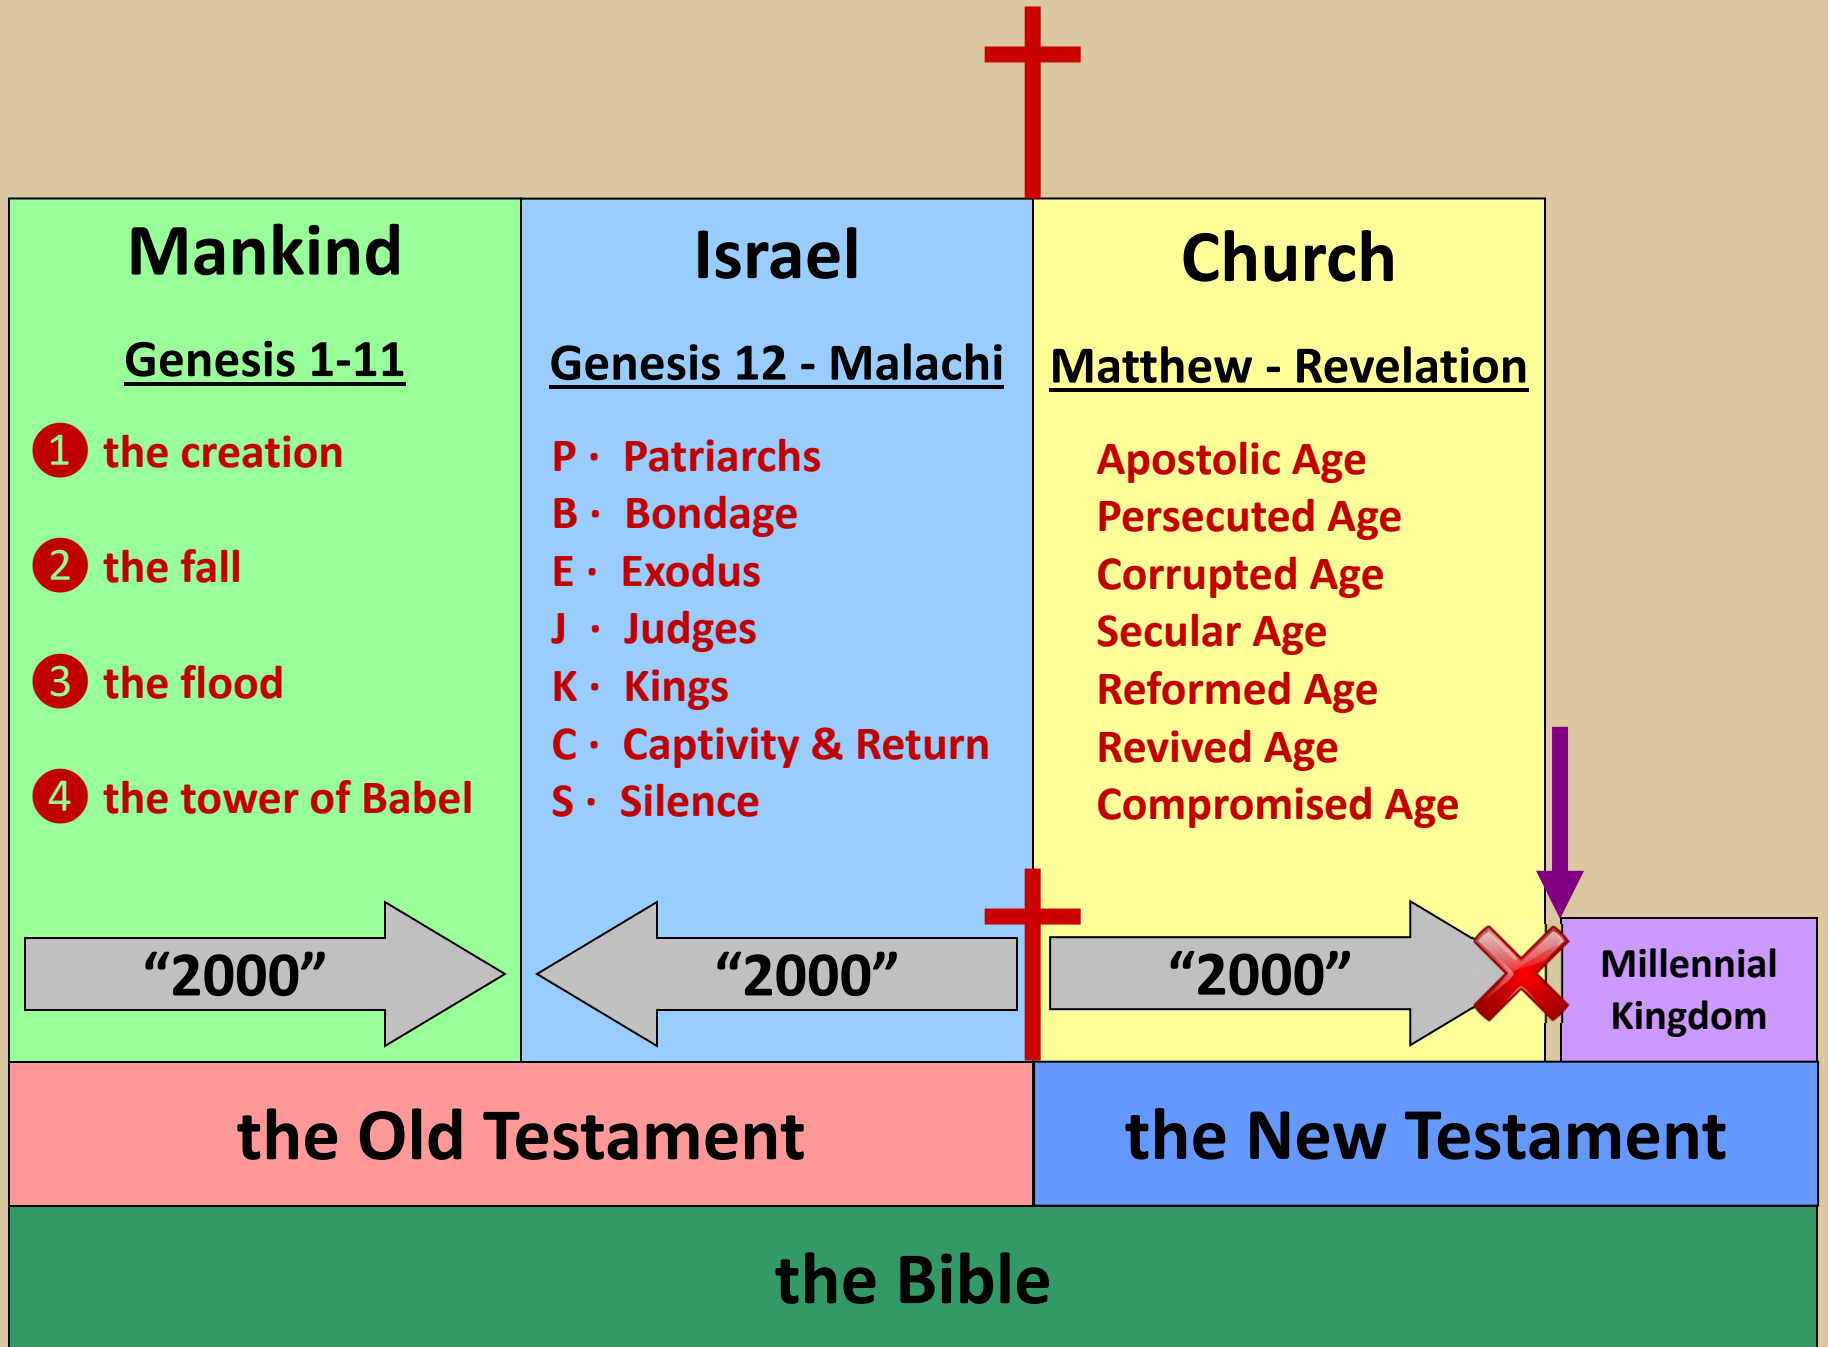 Mankind
Genesis 1-11
1 the creation
2 the fall
3 the flood
4 the tower of Babel
“2000”
Israel
Genesis 12 - Malachi
P · Patriarchs
B · Bondage
E · Exodus
J · Judges
K · Kings
C · Captivity & Return
S · Silence
“2000”
Church
Matthew - Revelation
Apostolic Age
Persecuted Age
Corrupted Age
Secular Age
Reformed Age
Revived Age
Compromised Age
“2000”
Millennial
Kingdom
the Old Testament
the New Testament
the Bible